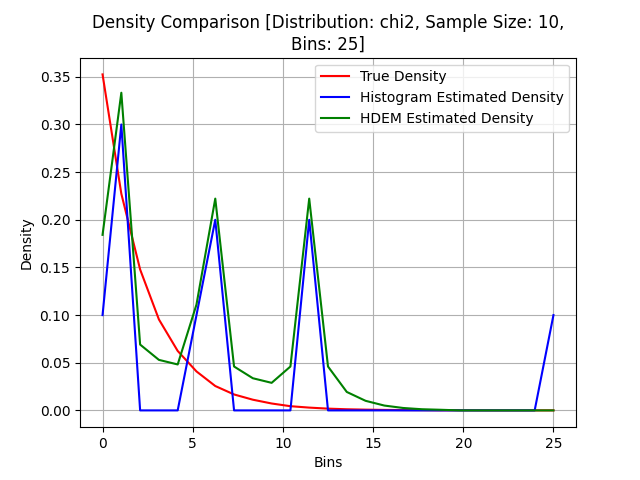 Density Comparison [Distribution: chi2, Sample Size: 10,
Bins: 25]
True Density
Histogram Estimated Density
HDEM Estimated Density
Density
0.35
0.30
0.25
0.20
0.15
0.10
0.05
0.00
0 5 10 15 20 25
Bins